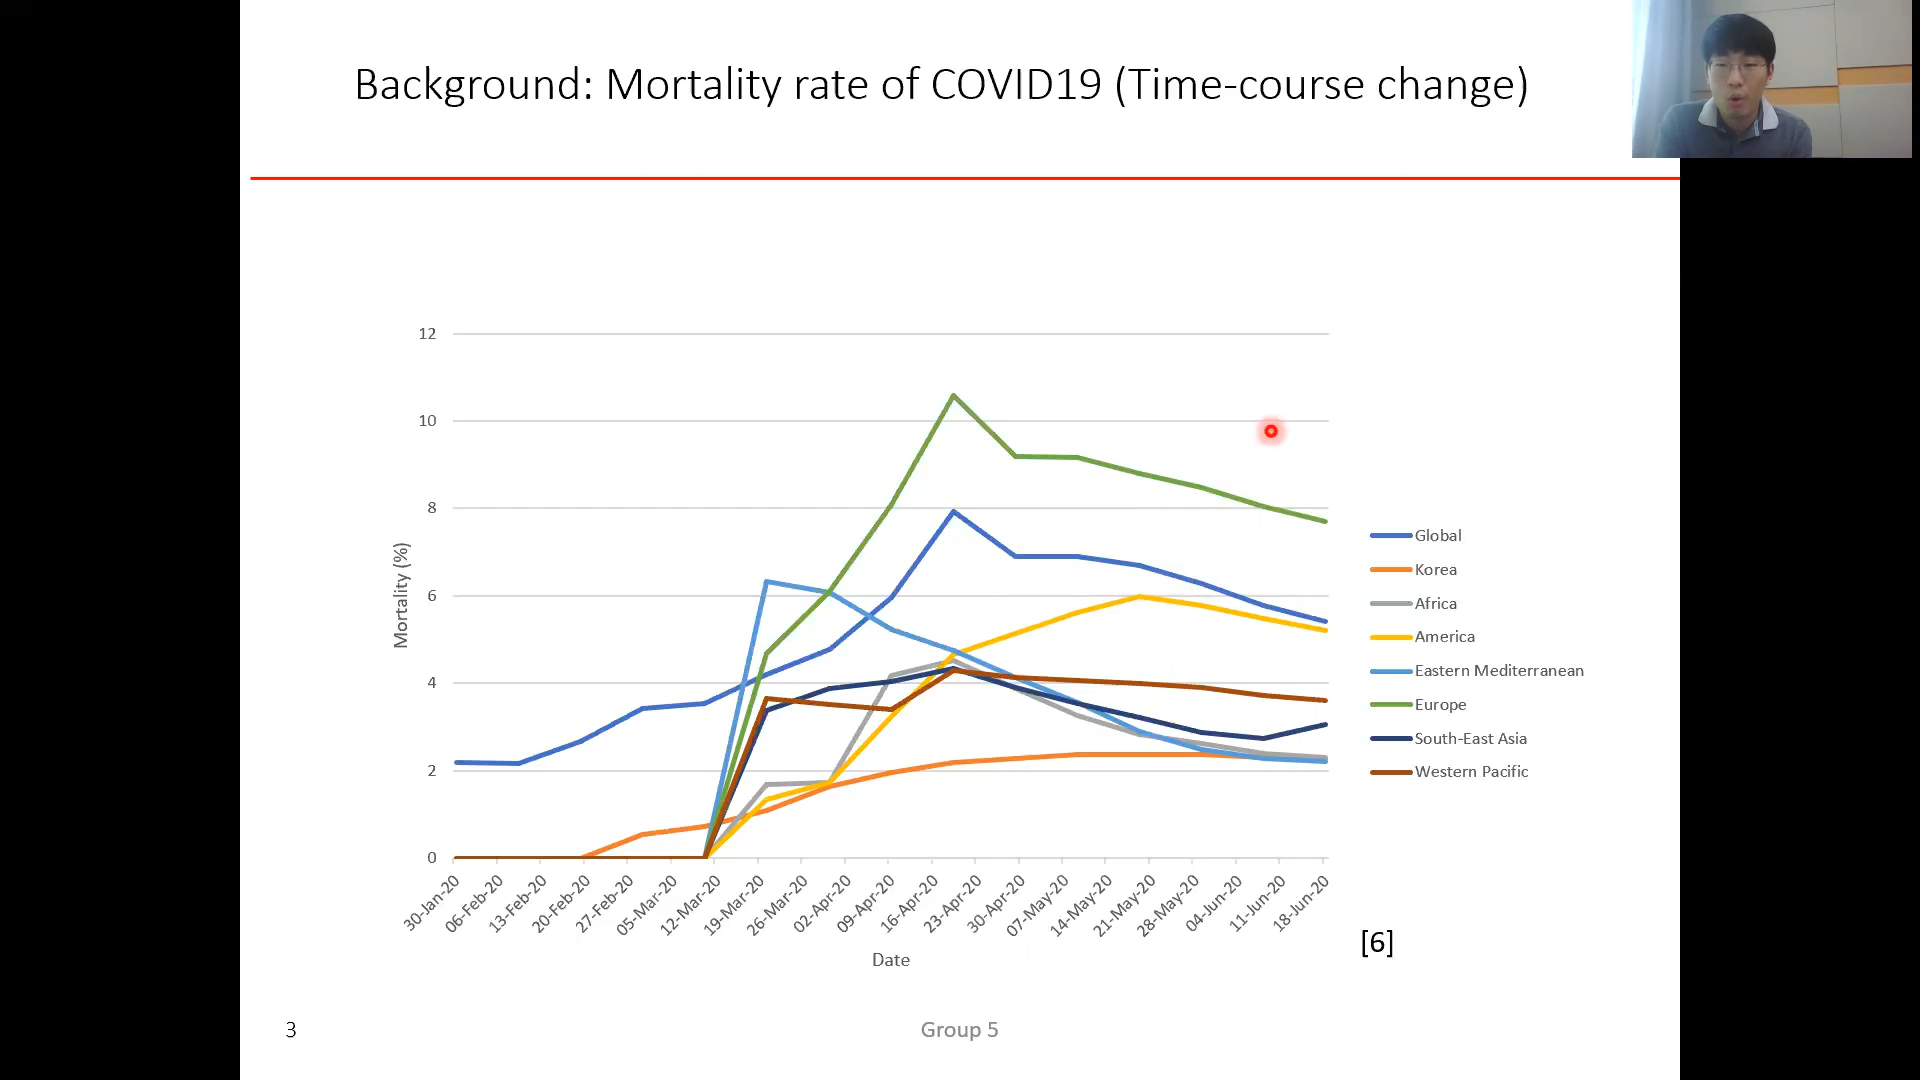 Background: Mortality rate of COVID19 (Time-course change)
12
10
8
6
4
2
0
Mortality (%)
30-Jan-20
06-Feb-20
13-Feb-20
20-Feb-20
27-Feb-20
05-Mar-20
12-Mar-20
19-Mar-20
26-Mar-20
02-Apr-20
09-Apr-20
16-Apr-20
23-Apr-20
30-Apr-20
07-May-20
14-May-20
21-May-20
28-May-20
04-Jun-20
11-Jun-20
18-Jun-20
Date
Global
Korea
Africa
America
Eastern Mediterranean
Europe
South-East Asia
Western Pacific
[6]
3
Group 5